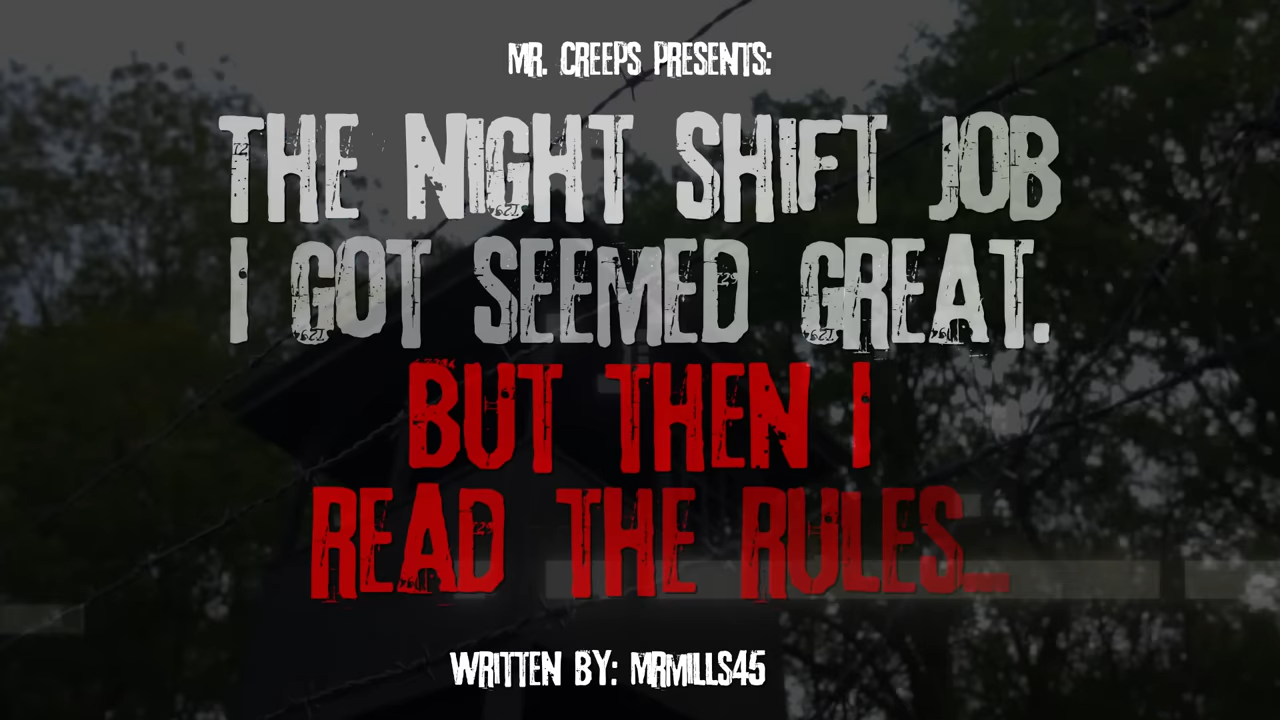 MR. CREEPS PRESENTS:
THE NIGHT SHIFT JOB
I GOT SEEMED GREAT.
BUT THEN I
READ THE RULES...
WRITTEN BY: MRMILLS45